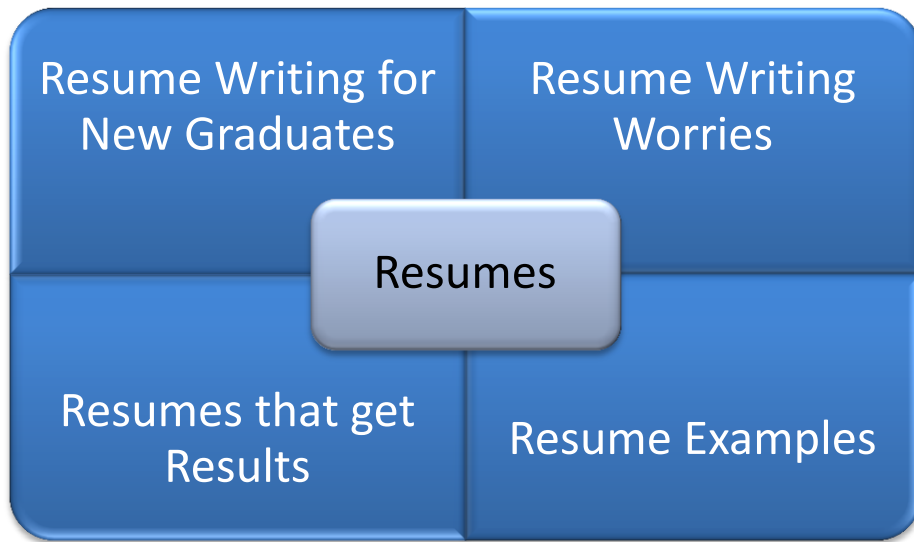 Resume Writing for
New Graduates
Resume Writing
Worries
Resumes
Resumes that get
Results
Resume Examples